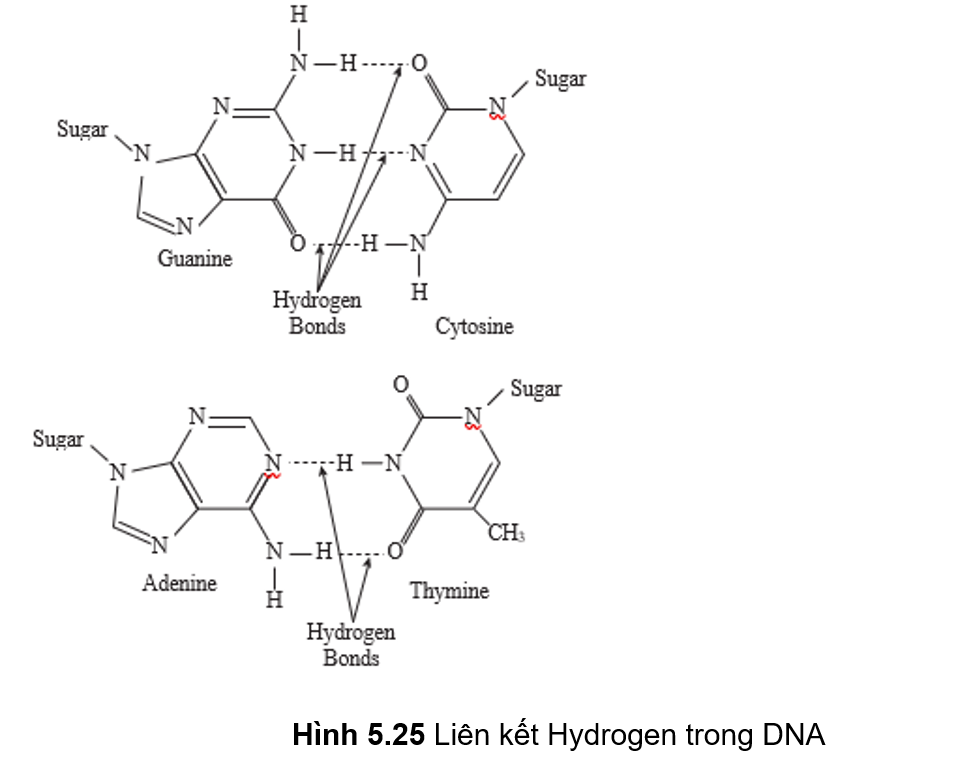 H
N H O
Sugar
N N
Sugar
N N H N
N
O H N
Guanine
H
Hydrogen
Bonds
Cytosine
O
Sugar
N N
Sugar
N N H N
N
N H O
CH₃
Adenine
H
Thymine
Hydrogen
Bonds
Hình 5.25 Liên kết Hydrogen trong DNA